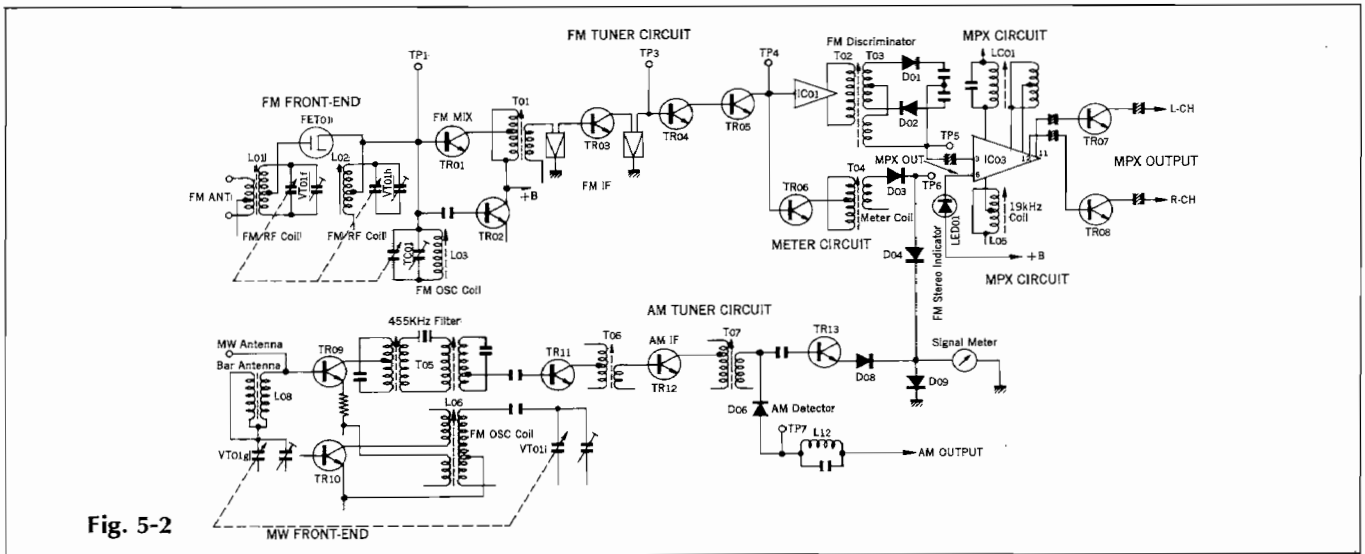 FM TUNER CIRCUIT
TP1
TP3
TP4
FM Discriminator
T02
T03
D01
D02
IC01
MPX CIRCUIT
LC01
FM FRONT-END
FET01
L01
VT01f
L02
VT01h
FM ANT
FM/RF Coil
FM/RF Coil
FM MIX
TR01
T01
TR03
TR04
TR05
FM IF
+B
TR02
TC01
L03
FM OSC Coil
TP5
MPX OUT
3
6
IC03
12
11
TR07
L-CH
MPX OUTPUT
TR08
R-CH
TR06
T04
D03
TP6
Meter Coil
METER CIRCUIT
LED01
FM Stereo Indicator
19kHz
Coil
L05
+B
MPX CIRCUIT
D04
AM TUNER CIRCUIT
455KHz Filter
MW Antenna
Bar Antenna
TR09
T05
L08
VT01g
TR10
L06
FM OSC Coil
VT01i
TR11
T06
AM IF
TR12
T07
TR13
D08
D09
Signal Meter
D06
AM Detector
TP7
L12
AM OUTPUT
MW FRONT-END
Fig. 5-2